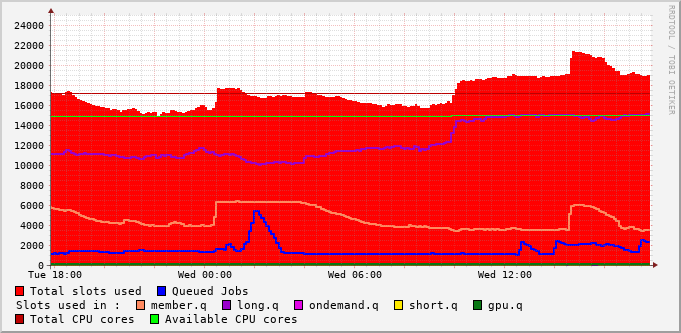 RRDTOOL / TOBI OETIKER
24000
22000
20000
18000
16000
14000
12000
10000
8000
6000
4000
2000
0
Tue 18:00 Wed 00:00 Wed 06:00 Wed 12:00
Total slots used Queued Jobs
Slots used in : member.q long.q ondemand.q short.q gpu.q
Total CPU cores Available CPU cores